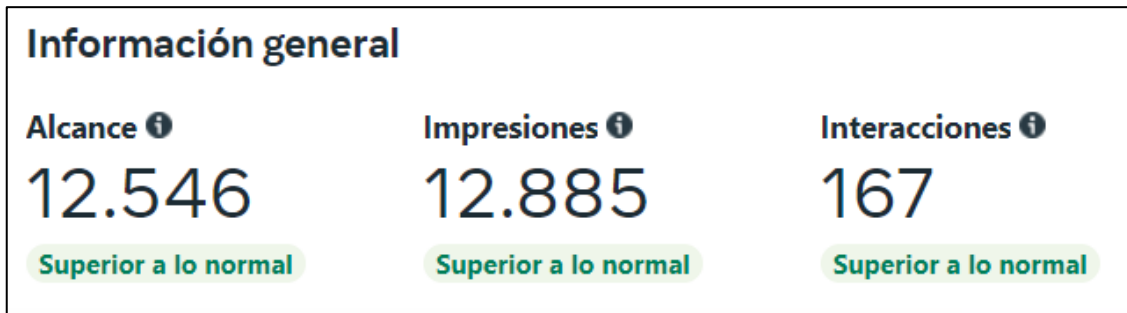 Información general
Alcance Impresiones Interacciones
12.546 12.885 167
Superior a lo normal Superior a lo normal Superior a lo normal